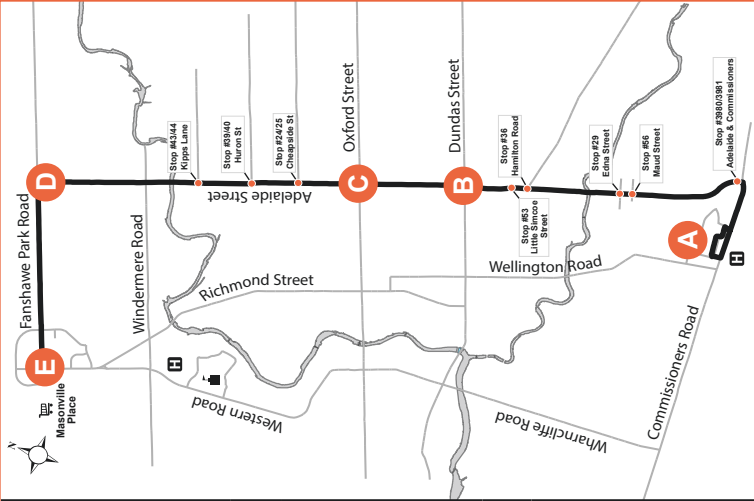 Fanshawe Park Road
D
E
Masonville
Place
N
Windermere Road
Stop #43/44
Kipps Lane
Stop #39/40
Huron St
Stop #24/25
Cheapside St
Adelaide Street
Richmond Street
H
Western Road
Oxford Street
C
Dundas Street
B
Stop #36
Hamilton Road
Stop #53
Little Simcoe
Street
Wellington Road
Wharncliffe Road
Stop #29
Edna Street
Stop #56
Maud Street
A
Commissioners Road
H
Stop #3980/3981
Adelaide & Commissioners